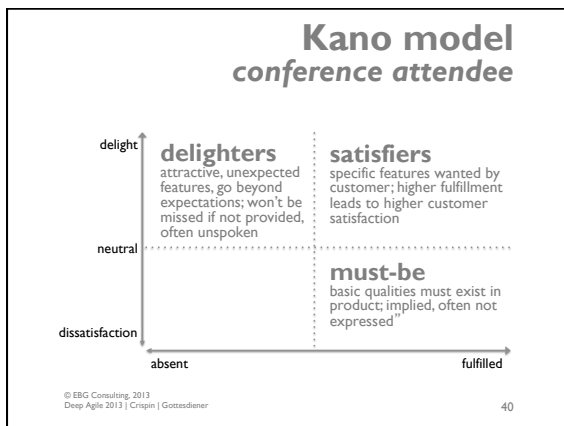 Kano model
conference attendee
delight
delighters
attractive, unexpected
features, go beyond
expectations; won't be
missed if not provided,
often unspoken
satisfiers
specific features wanted by
customer; higher fulfillment
leads to higher customer
satisfaction
neutral
must-be
basic qualities must exist in
product; implied, often not
expressed”
dissatisfaction
absent
fulfilled
© EBG Consulting, 2013
Deep Agile 2013 | Crispin | Gottesdiener
40